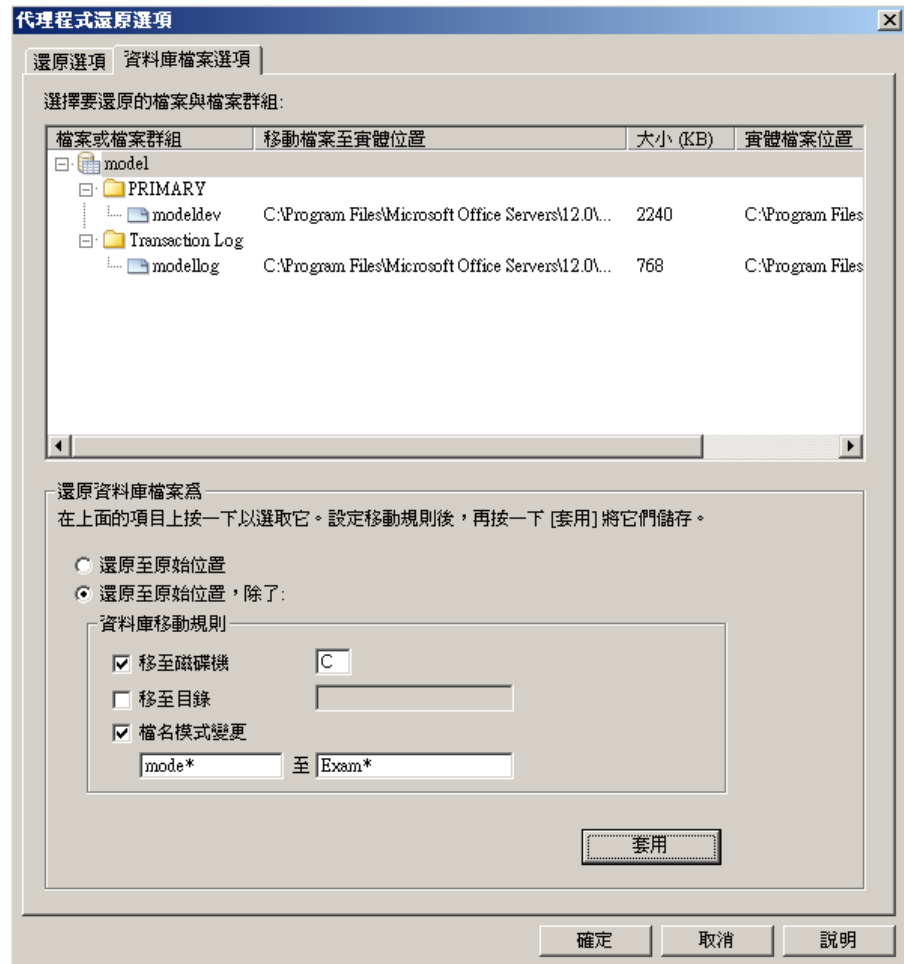 代理程式還原選項
還原選項 資料庫檔案選項
選擇要還原的檔案與檔案群組:
檔案或檔案群組 移動檔案至實體位置 大小 (KB) 實體檔案位置
model
PRIMARY
modeldev C:\Program Files\Microsoft Office Servers\12.0\... 2240 C:\Program Files
Transaction Log
modellog C:\Program Files\Microsoft Office Servers\12.0\... 768 C:\Program Files
還原資料庫檔案爲
在上面的項目上按一下以選取它。設定移動規則後，再按一下 [套用] 將它們儲存。
還原至原始位置
還原至原始位置，除了:
資料庫移動規則
移至磁碟機 C
移至目錄
檔名模式變更
mode* 至 Exam*
套用
確定 取消 說明